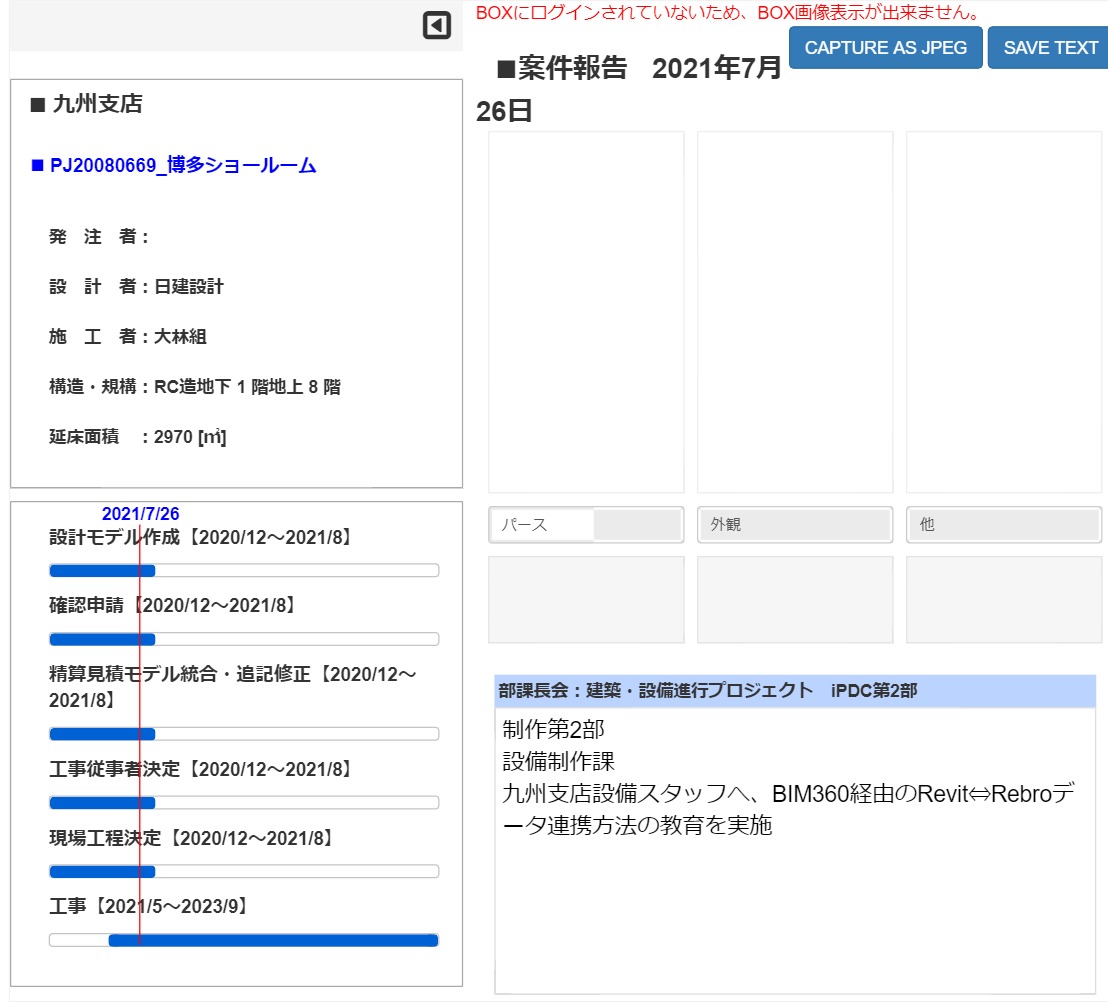 BOXにログインされていないため、BOX画像表示が出来ません。
CAPTURE AS JPEG
SAVE TEXT
■案件報告　2021年7月
26日
■ 九州支店
■ PJ20080669_博多ショールーム
発　注　者：
設　計　者：日建設計
施　工　者：大林組
構造・規構：RC造地下 1 階地上 8 階
延床面積　：2970 [㎡]
2021/7/26
設計モデル作成【2020/12～2021/8】
確認申請【2020/12～2021/8】
精算見積モデル統合・追記修正【2020/12～
2021/8】
工事従事者決定【2020/12～2021/8】
現場工程決定【2020/12～2021/8】
工事【2021/5～2023/9】
パース
外観
他
部課長会：建築・設備進行プロジェクト　iPDC第2部
制作第2部
設備制作課
九州支店設備スタッフへ、BIM360経由のRevit⇔Rebroデ
ータ連携方法の教育を実施